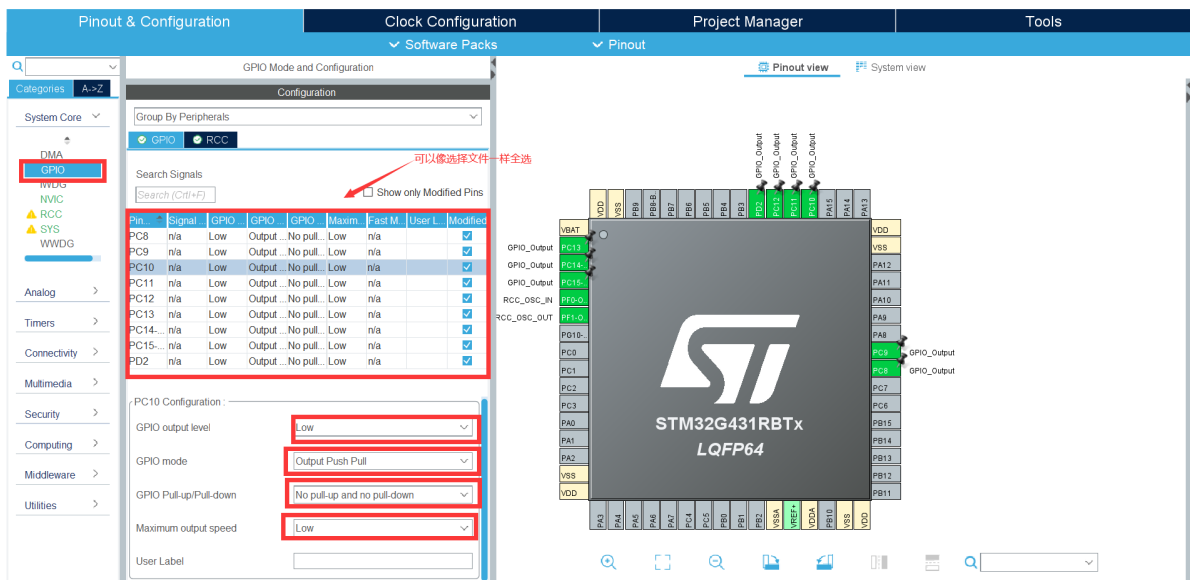 Pinout & Configuration
Clock Configuration
Project Manager
Tools
Software Packs
Pinout
GPIO Mode and Configuration
Pinout view
System view
Categories
A->Z
Configuration
System Core
Group By Peripherals
GPIO
RCC
DMA
GPIO
IWDG
NVIC
RCC
SYS
WWDG
Analog
Timers
Connectivity
Multimedia
Security
Computing
Middleware
Utilities
可以像选择文件一样全选
Search Signals
Search (Crtl+F)
Show only Modified Pins
Pin... Signal ... GPIO ... GPIO ... GPIO ... Maxim... Fast M... User L... Modified
PC8 n/a Low Output ... No pull... Low n/a
PC9 n/a Low Output ... No pull... Low n/a
PC10 n/a Low Output ... No pull... Low n/a
PC11 n/a Low Output ... No pull... Low n/a
PC12 n/a Low Output ... No pull... Low n/a
PC13 n/a Low Output ... No pull... Low n/a
PC14-... n/a Low Output ... No pull... Low n/a
PC15-... n/a Low Output ... No pull... Low n/a
PD2 n/a Low Output ... No pull... Low n/a
PC10 Configuration :
GPIO output level
Low
GPIO mode
Output Push Pull
GPIO Pull-up/Pull-down
No pull-up and no pull-down
Maximum output speed
Low
User Label
GPIO_Output
GPIO_Output
GPIO_Output
GPIO_Output
VDD
VSS
PB9
PB8-B..
PB7
PB6
PB5
PB4
PB3
PD2
PC12
PC11
PC10
PA15
PA14
PA13
VBAT
GPIO_Output PC13
GPIO_Output PC14-..
GPIO_Output PC15-..
RCC_OSC_IN PF0-O..
RCC_OSC_OUT PF1-O..
PG10-..
PC0
PC1
PC2
PC3
PA0
PA1
PA2
VSS
VDD
VDD
VSS
PA12
PA11
PA10
PA9
PA8
PC9 GPIO_Output
PC8 GPIO_Output
PC7
PC6
PB15
PB14
PB13
PB12
PB11
STM32G431RBTx
LQFP64
PA3
PA4
PA5
PA6
PA7
PC4
PC5
PB0
PB1
PB2
VSSA
VREF+
VDDA
PB10
VSS
VDD